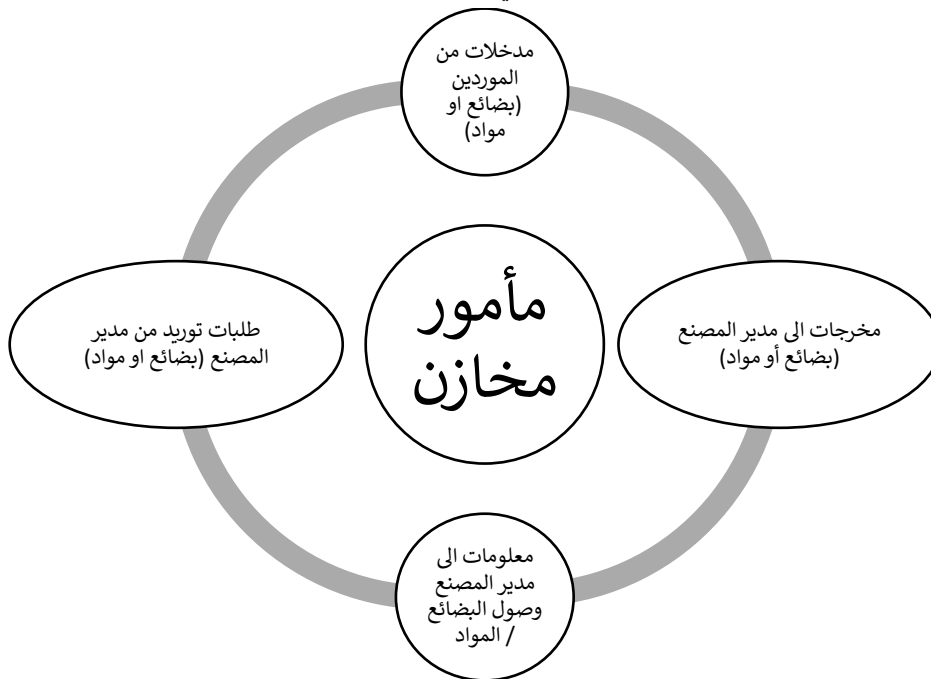 مدخلات من
الموردين
(بضائع او
مواد)
مأمور
مخازن
مخرجات الى مدير المصنع
(بضائع أو مواد)
طلبات توريد من مدير
المصنع (بضائع او مواد)
معلومات الى
مدير المصنع
وصول البضائع
/ المواد